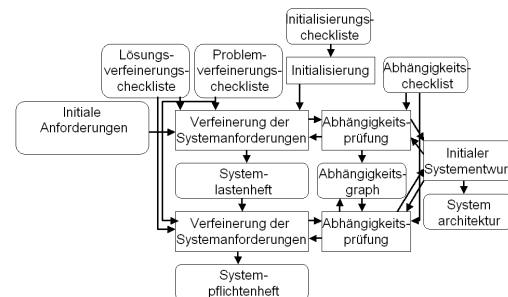 Initialisierungs-
checkliste
Lösungs-
verfeinerungs-
checkliste
Problem-
verfeinerungs-
checkliste
Initialisierung
Abhängigkeits-
checklist
Initiale
Anforderungen
Verfeinerung der
Systemanforderungen
Abhängigkeits-
prüfung
Initialer
Systementwur
System-
lastenheft
Abhängigkeits-
graph
System
architektur
Verfeinerung der
Systemanforderungen
Abhängigkeits-
prüfung
System-
pflichtenheft